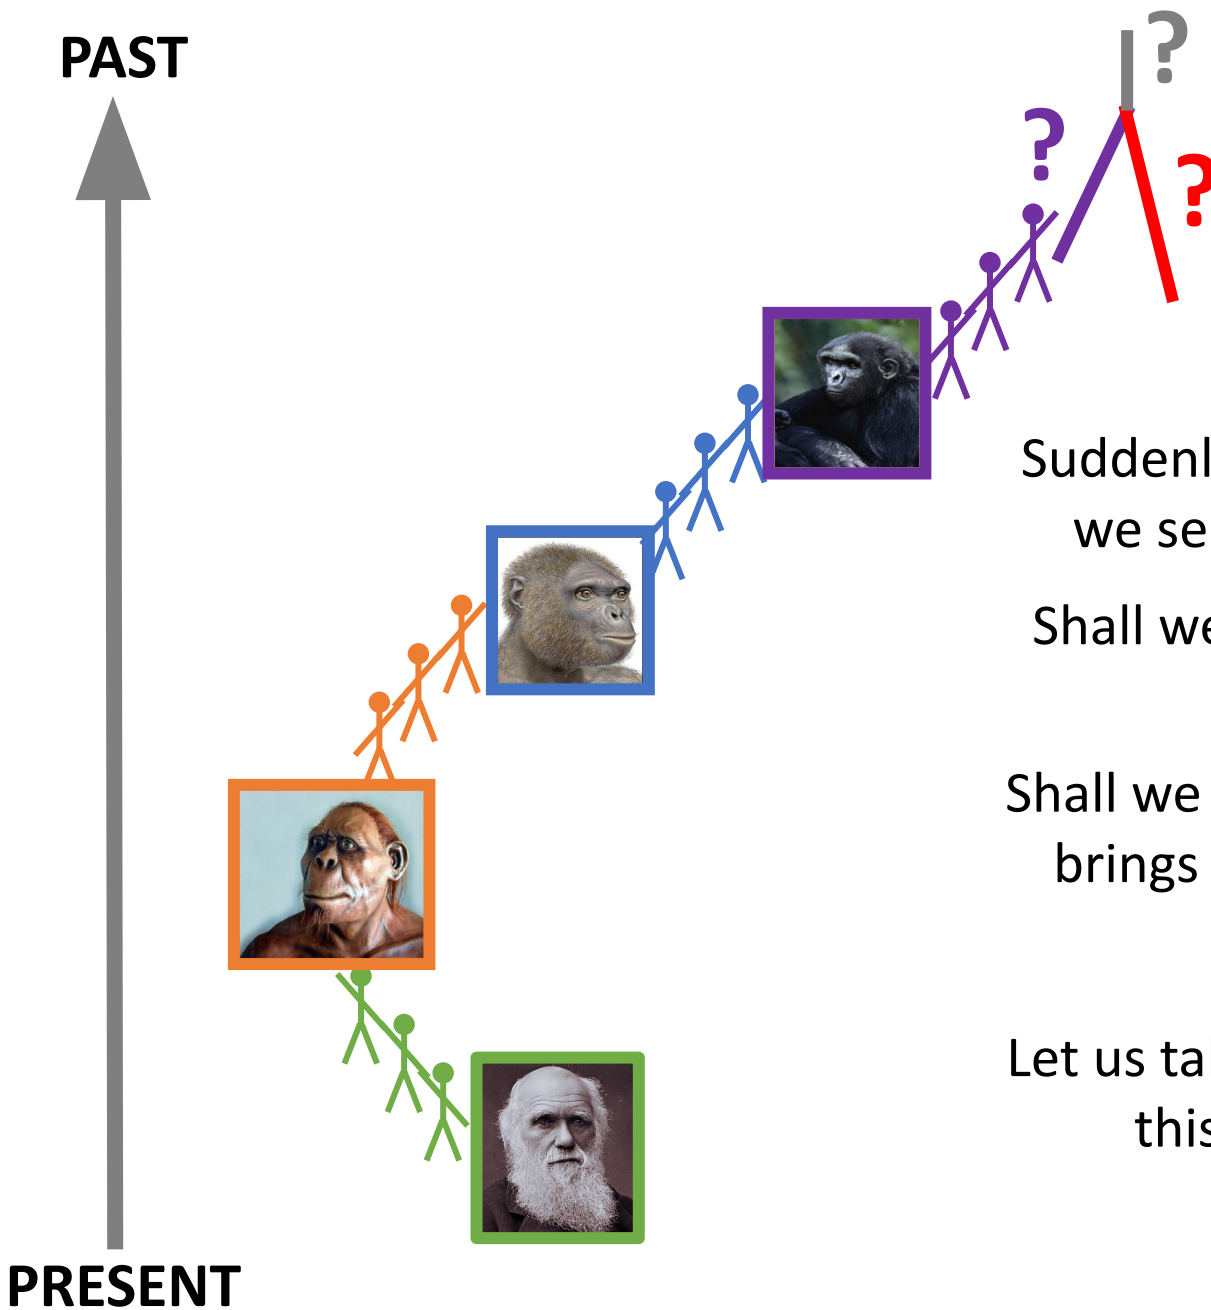 PAST
?
?
?
Suddenl
we se
Shall we
Shall we
brings
Let us ta
this
PRESENT